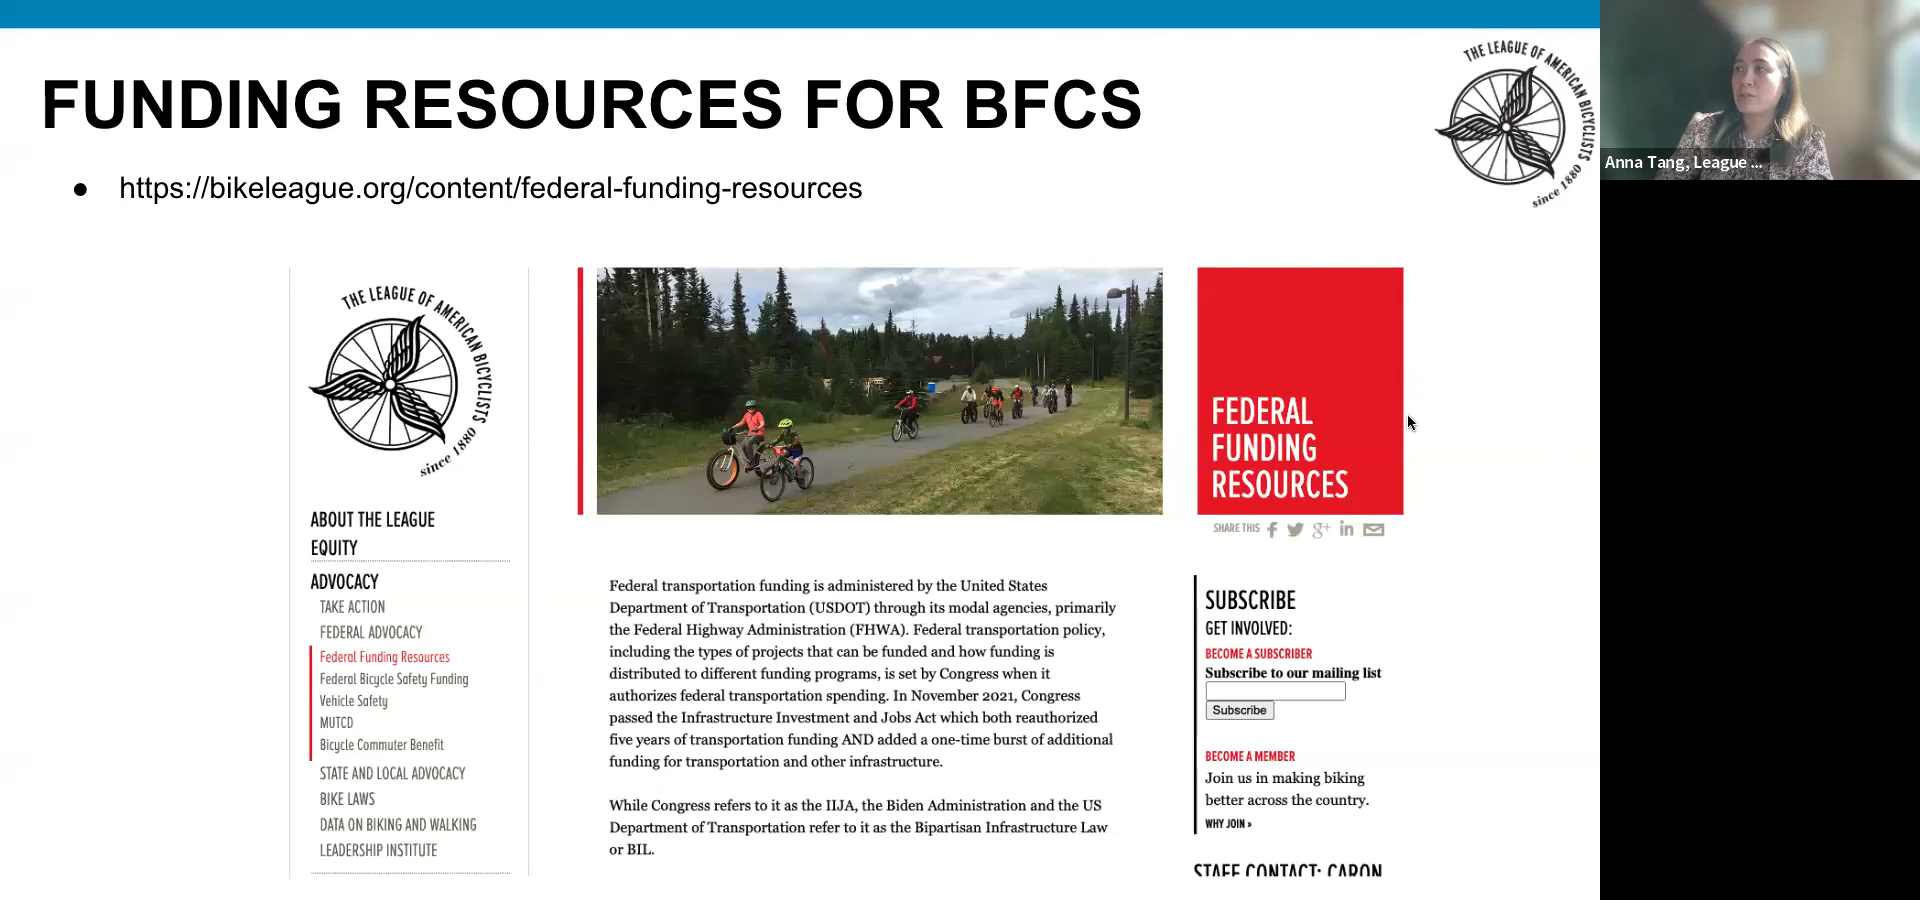 FUNDING RESOURCES FOR BFCS
THE LEAGUE OF AMERICAN BICYCLISTS
since 1880
Anna Tang, League ...
● https://bikeleague.org/content/federal-funding-resources
THE LEAGUE OF AMERICAN BICYCLISTS
since 1880
ABOUT THE LEAGUE
EQUITY
ADVOCACY
TAKE ACTION
FEDERAL ADVOCACY
Federal Funding Resources
Federal Bicycle Safety Funding
Vehicle Safety
MUTCD
Bicycle Commuter Benefit
STATE AND LOCAL ADVOCACY
BIKE LAWS
DATA ON BIKING AND WALKING
LEADERSHIP INSTITUTE
Federal transportation funding is administered by the United States
Department of Transportation (USDOT) through its modal agencies, primarily
the Federal Highway Administration (FHWA). Federal transportation policy,
including the types of projects that can be funded and how funding is
distributed to different funding programs, is set by Congress when it
authorizes federal transportation spending. In November 2021, Congress
passed the Infrastructure Investment and Jobs Act which both reauthorized
five years of transportation funding AND added a one-time burst of additional
funding for transportation and other infrastructure.
While Congress refers to it as the IIJA, the Biden Administration and the US
Department of Transportation refer to it as the Bipartisan Infrastructure Law
or BIL.
FEDERAL
FUNDING
RESOURCES
SHARE THIS
SUBSCRIBE
GET INVOLVED:
BECOME A SUBSCRIBER
Subscribe to our mailing list
Subscribe
BECOME A MEMBER
Join us in making biking
better across the country.
WHY JOIN »
STAFF CONTACT: CARON